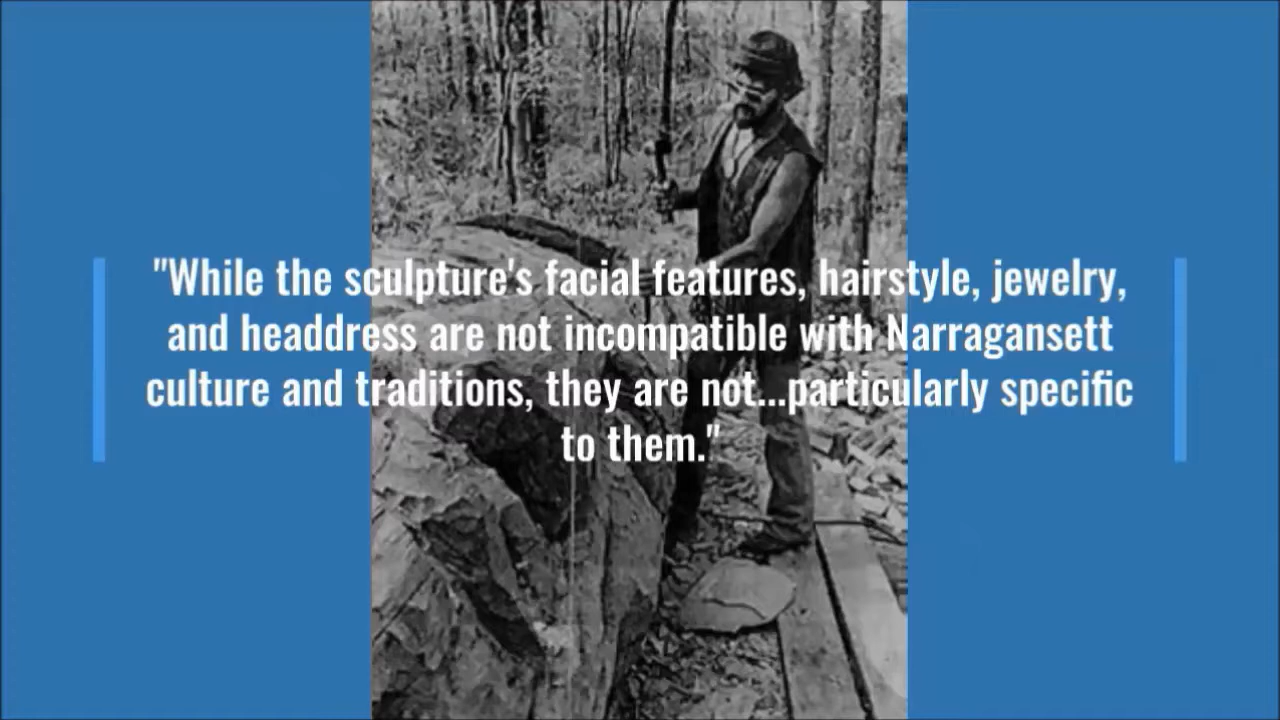 "While the sculpture's facial features, hairstyle, jewelry,
and headdress are not incompatible with Narragansett
culture and traditions, they are not...particularly specific
to them."